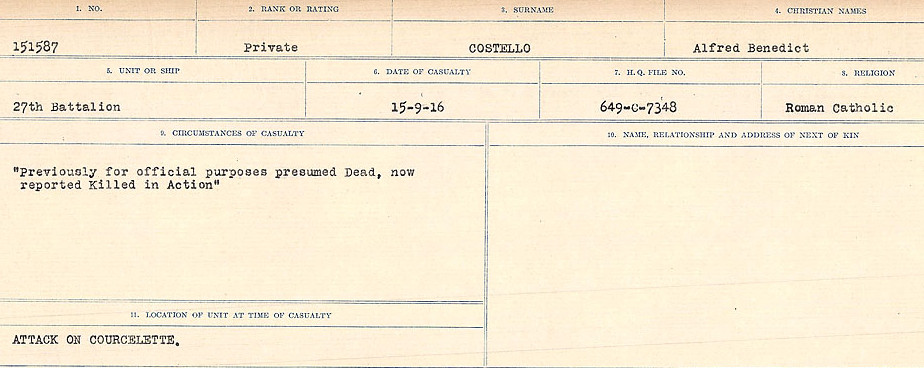 1. NO.
2. RANK OR RATING
3. SURNAME
4. CHRISTIAN NAMES
151587
Private
COSTELLO
Alfred Benedict
5. UNIT OR SHIP
6. DATE OF CASUALTY
7. H. Q. FILE NO.
8. RELIGION
27th Battalion
15-9-16
649-C-7348
Roman Catholic
9. CIRCUMSTANCES OF CASUALTY
10. NAME, RELATIONSHIP AND ADDRESS OF NEXT OF KIN
"Previously for official purposes presumed Dead, now
reported Killed in Action"
11. LOCATION OF UNIT AT TIME OF CASUALTY
ATTACK ON COURCELETTE.